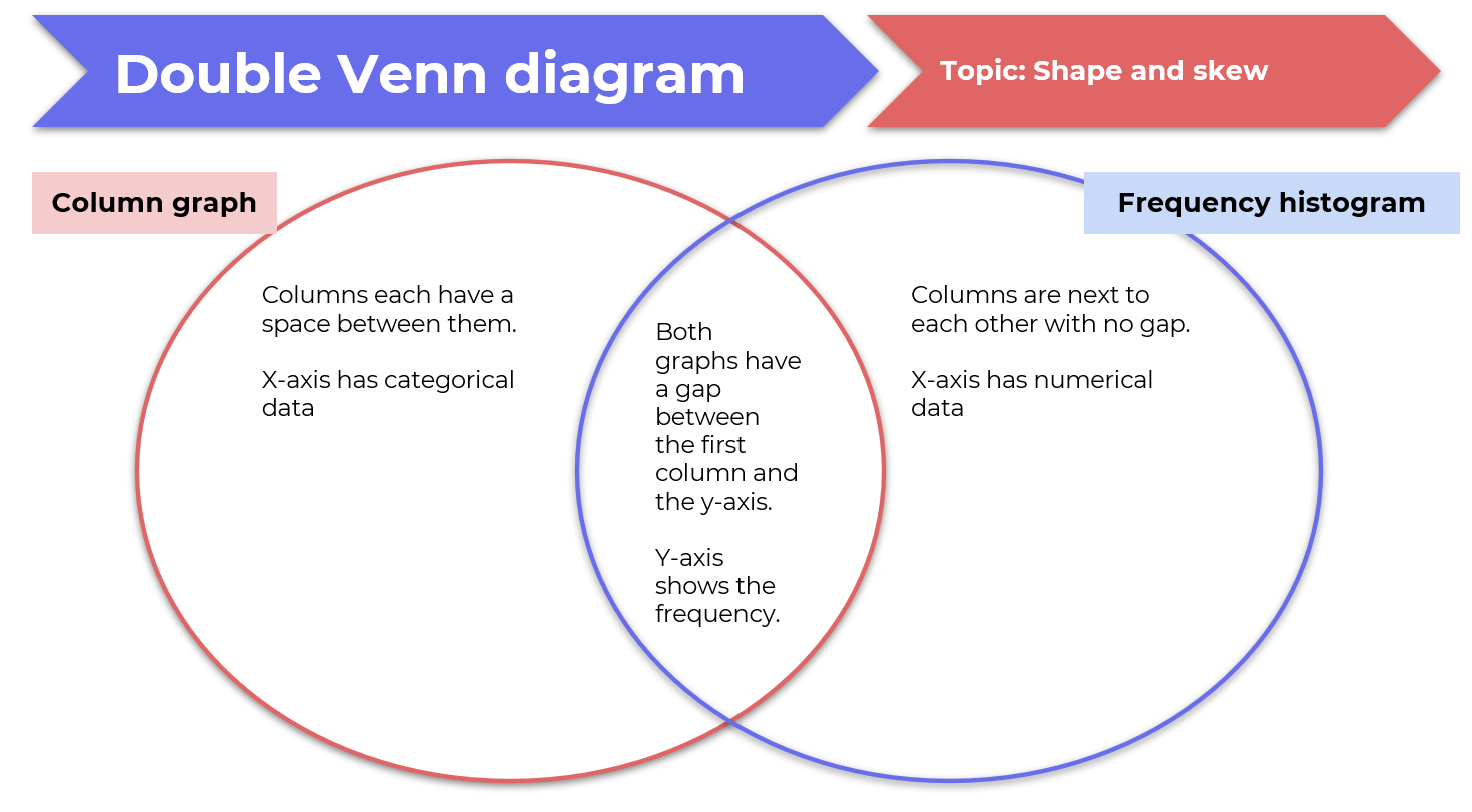 Double Venn diagram
Topic: Shape and skew
Column graph
Frequency histogram
Columns each have a
space between them.
X-axis has categorical
data
Both
graphs have
a gap
between
the first
column and
the y-axis.
Y-axis
shows the
frequency.
Columns are next to
each other with no gap.
X-axis has numerical
data